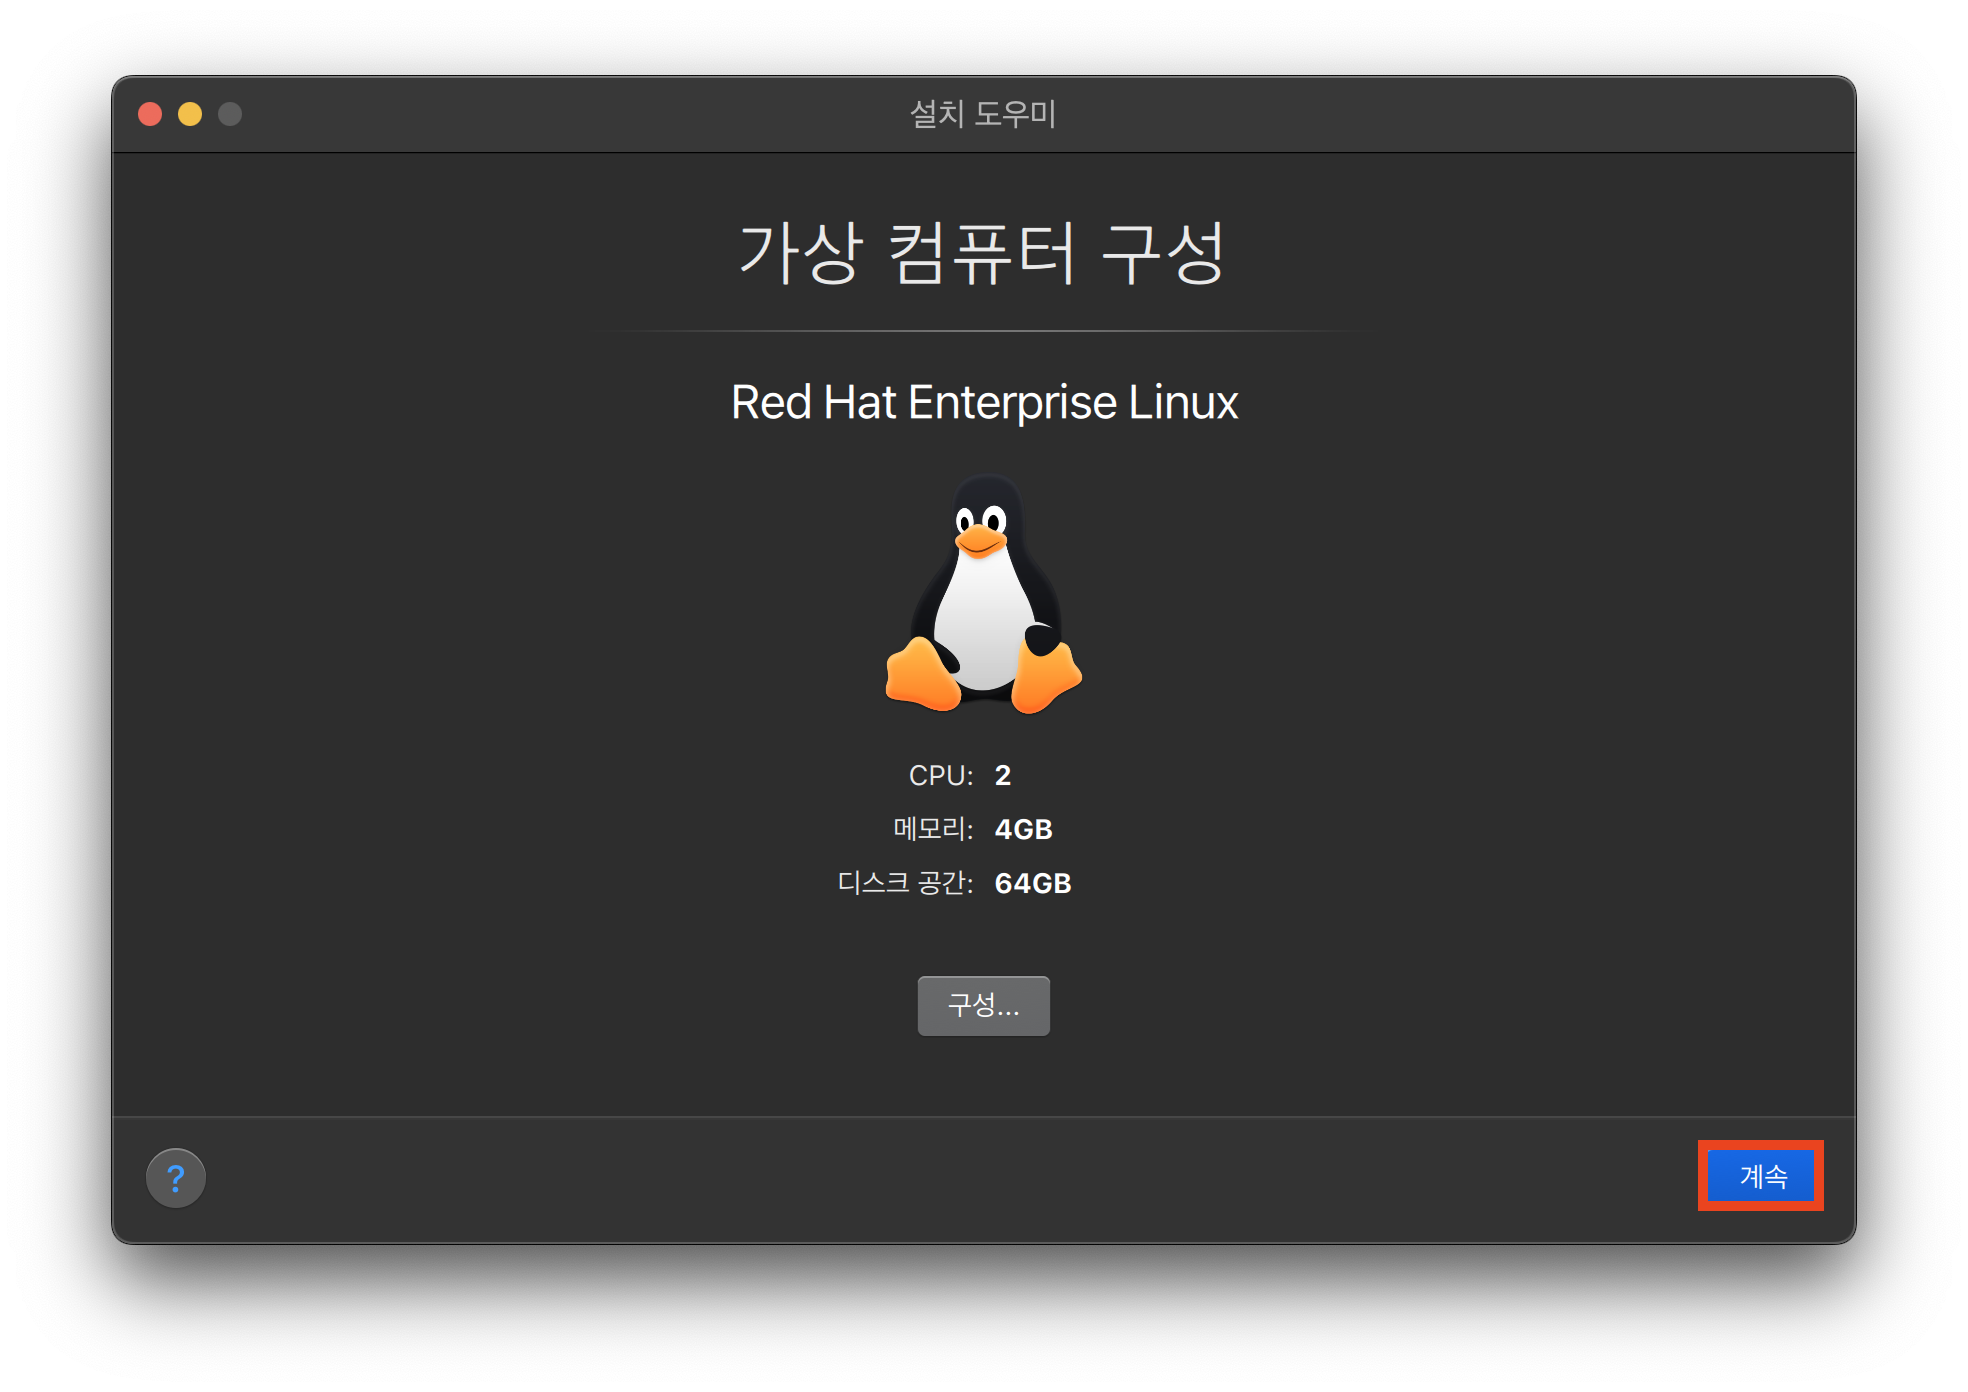 설치 도우미
가상 컴퓨터 구성
Red Hat Enterprise Linux
CPU: 2
메모리: 4GB
디스크 공간: 64GB
구성...
?
계속